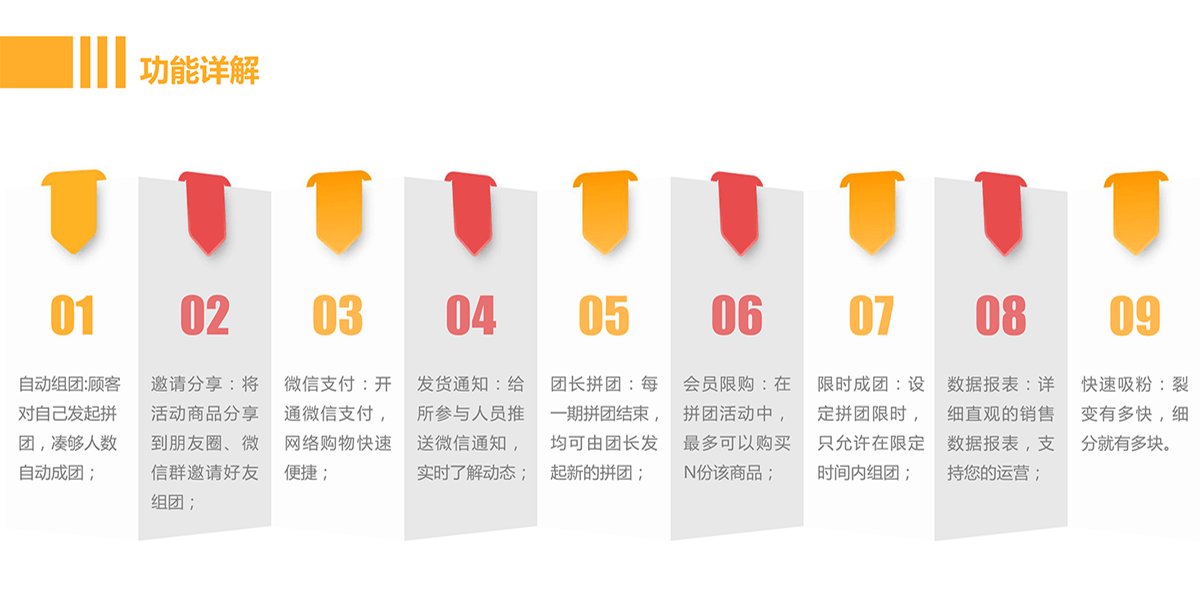 功能详解
01
自动组团:顾客
对自己发起拼
团，凑够人数
自动成团；
02
邀请分享：将
活动商品分享
到朋友圈、微
信群邀请好友
组团；
03
微信支付：开
通微信支付，
网络购物快速
便捷；
04
发货通知：给
所参与人员推
送微信通知，
实时了解动态；
05
团长拼团：每
一期拼团结束，
均可由团长发
起新的拼团；
06
会员限购：在
拼团活动中，
最多可以购买
N份该商品；
07
限时成团：设
定拼团限时，
只允许在限定
时间内组团；
08
数据报表：详
细直观的销售
数据报表，支
持您的运营；
09
快速吸粉：裂
变有多快，细
分就有多块。